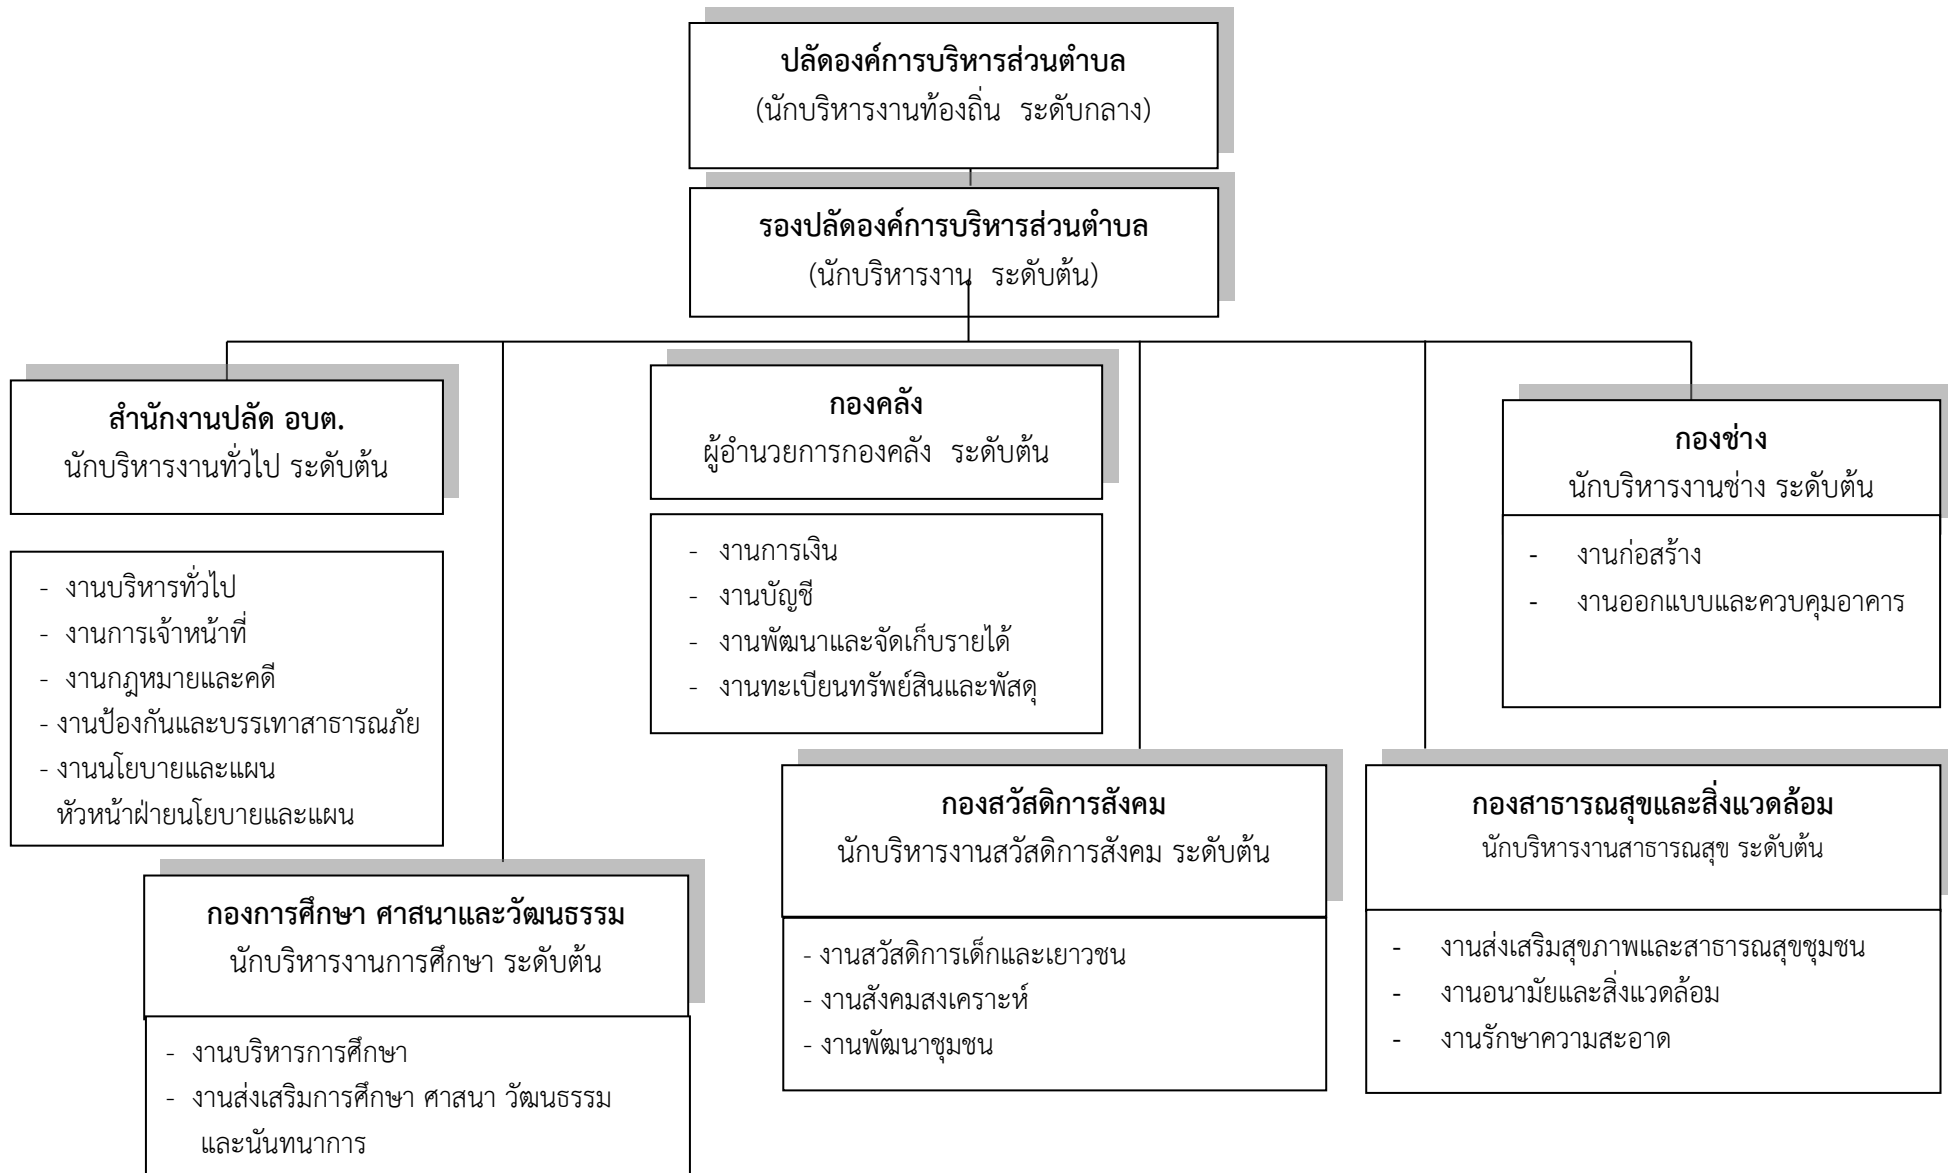 ปลัดองค์การบริหารส่วนตำบล
(นักบริหารงานท้องถิ่น ระดับกลาง)
รองปลัดองค์การบริหารส่วนตำบล
(นักบริหารงาน ระดับต้น)
สำนักงานปลัด อบต.
นักบริหารงานทั่วไป ระดับต้น
- งานบริหารทั่วไป
- งานการเจ้าหน้าที่
- งานกฎหมายและคดี
- งานป้องกันและบรรเทาสาธารณภัย
- งานนโยบายและแผน
หัวหน้าฝ่ายนโยบายและแผน
กองคลัง
ผู้อำนวยการกองคลัง ระดับต้น
- งานการเงิน
- งานบัญชี
- งานพัฒนาและจัดเก็บรายได้
- งานทะเบียนทรัพย์สินและพัสดุ
กองช่าง
นักบริหารงานช่าง ระดับต้น
- งานก่อสร้าง
- งานออกแบบและควบคุมอาคาร
กองการศึกษา ศาสนาและวัฒนธรรม
นักบริหารงานการศึกษา ระดับต้น
- งานบริหารการศึกษา
- งานส่งเสริมการศึกษา ศาสนา วัฒนธรรม
และนันทนาการ
กองสวัสดิการสังคม
นักบริหารงานสวัสดิการสังคม ระดับต้น
- งานสวัสดิการเด็กและเยาวชน
- งานสังคมสงเคราะห์
- งานพัฒนาชุมชน
กองสาธารณสุขและสิ่งแวดล้อม
นักบริหารงานสาธารณสุข ระดับต้น
- งานส่งเสริมสุขภาพและสาธารณสุขชุมชน
- งานอนามัยและสิ่งแวดล้อม
- งานรักษาความสะอาด